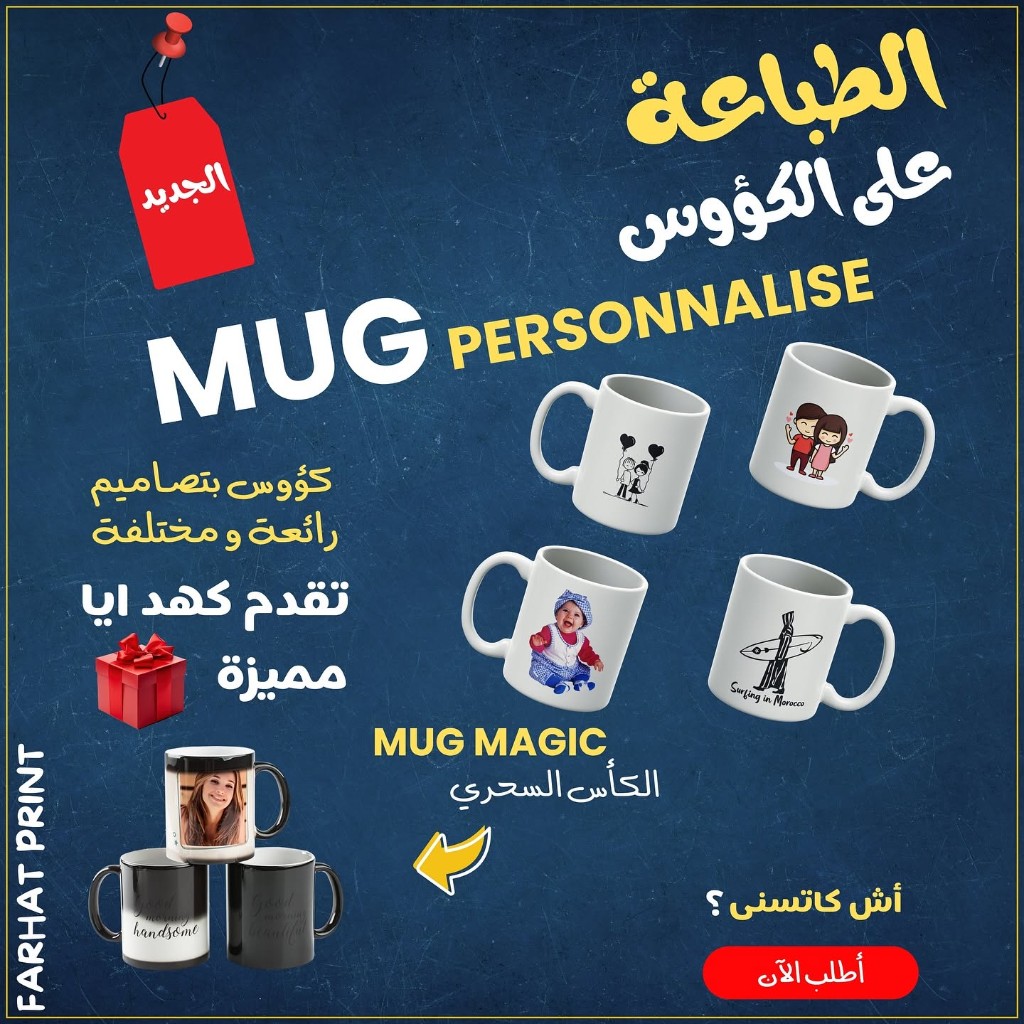 الجديد
الطباعة
على الكؤوس
MUG PERSONNALISE
كؤوس بتصاميم
رائعة و مختلفة
تقدم كهد ايا
مميزة
Surfing in Morocco
MUG MAGIC
الكأس السحري
handsome
أش كاتسنى ؟
أطلب الآن
FARHAT PRINT